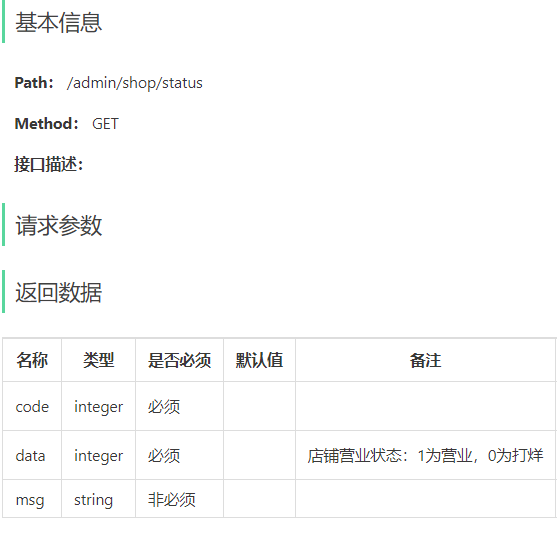 基本信息
Path： /admin/shop/status
Method： GET
接口描述：
请求参数
返回数据
名称 类型 是否必须 默认值 备注
code integer 必须
data integer 必须 店铺营业状态：1为营业，0为打烊
msg string 非必须